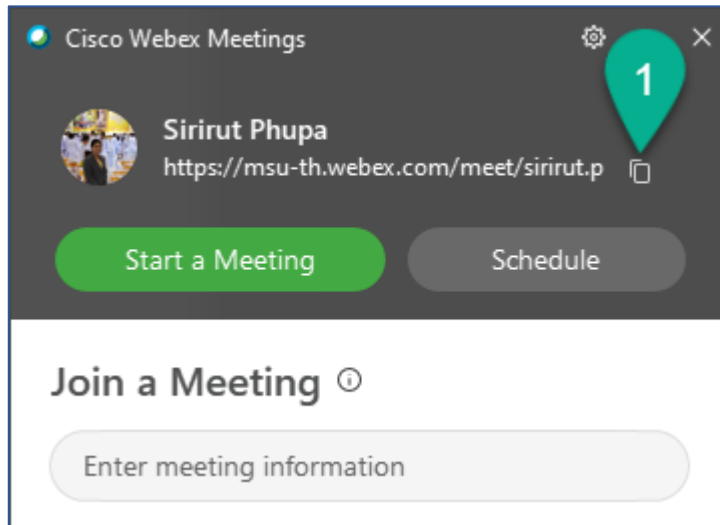 Cisco Webex Meetings
1
Sirirut Phupa
https://msu-th.webex.com/meet/sirirut.p
Start a Meeting
Schedule
Join a Meeting
Enter meeting information